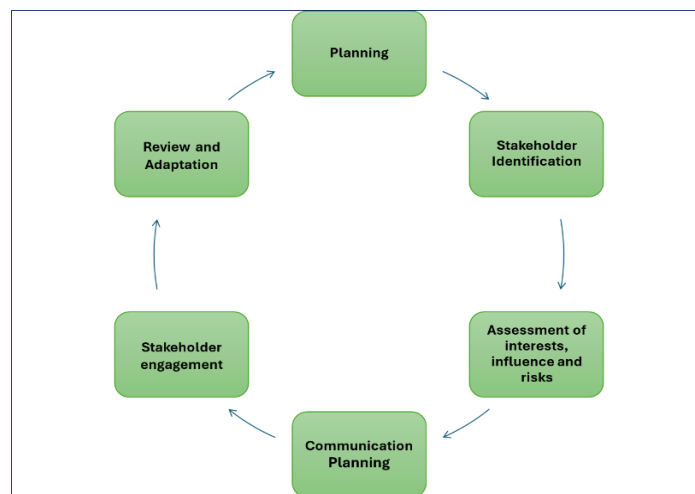 Planning
Stakeholder
Identification
Assessment of
interests,
influence and
risks
Communication
Planning
Stakeholder
engagement
Review and
Adaptation